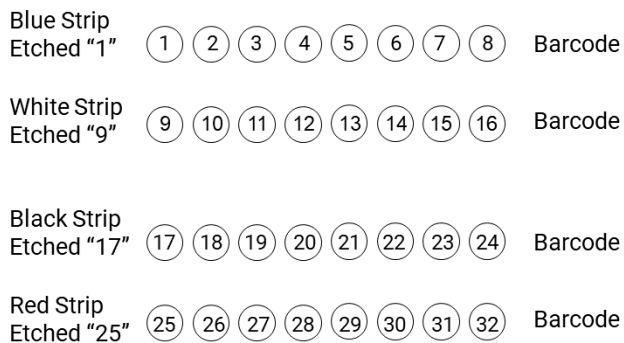 Blue Strip
Etched “1” 1 2 3 4 5 6 7 8 Barcode
White Strip
Etched “9” 9 10 11 12 13 14 15 16 Barcode
Black Strip
Etched “17” 17 18 19 20 21 22 23 24 Barcode
Red Strip
Etched “25” 25 26 27 28 29 30 31 32 Barcode